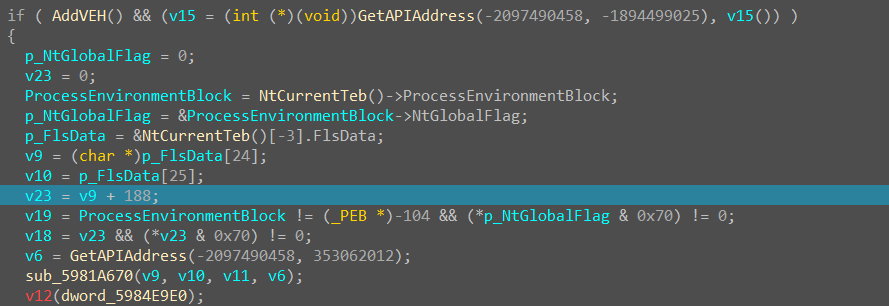 if ( AddVEH() && (v15 = (int (*)(void))GetAPIAddress(-2097490458, -1894499025), v15()) )
{
p_NtGlobalFlag = 0;
v23 = 0;
ProcessEnvironmentBlock = NtCurrentTeb()->ProcessEnvironmentBlock;
p_NtGlobalFlag = &ProcessEnvironmentBlock->NtGlobalFlag;
p_FlsData = &NtCurrentTeb()[-3].FlsData;
v9 = (char *)p_FlsData[24];
v10 = p_FlsData[25];
v23 = v9 + 188;
v19 = ProcessEnvironmentBlock != (_PEB *)-104 && (*p_NtGlobalFlag & 0x70) != 0;
v18 = v23 && (*v23 & 0x70) != 0;
v6 = GetAPIAddress(-2097490458, 353062012);
sub_5981A670(v9, v10, v11, v6);
v12(dword_5984E9E0);